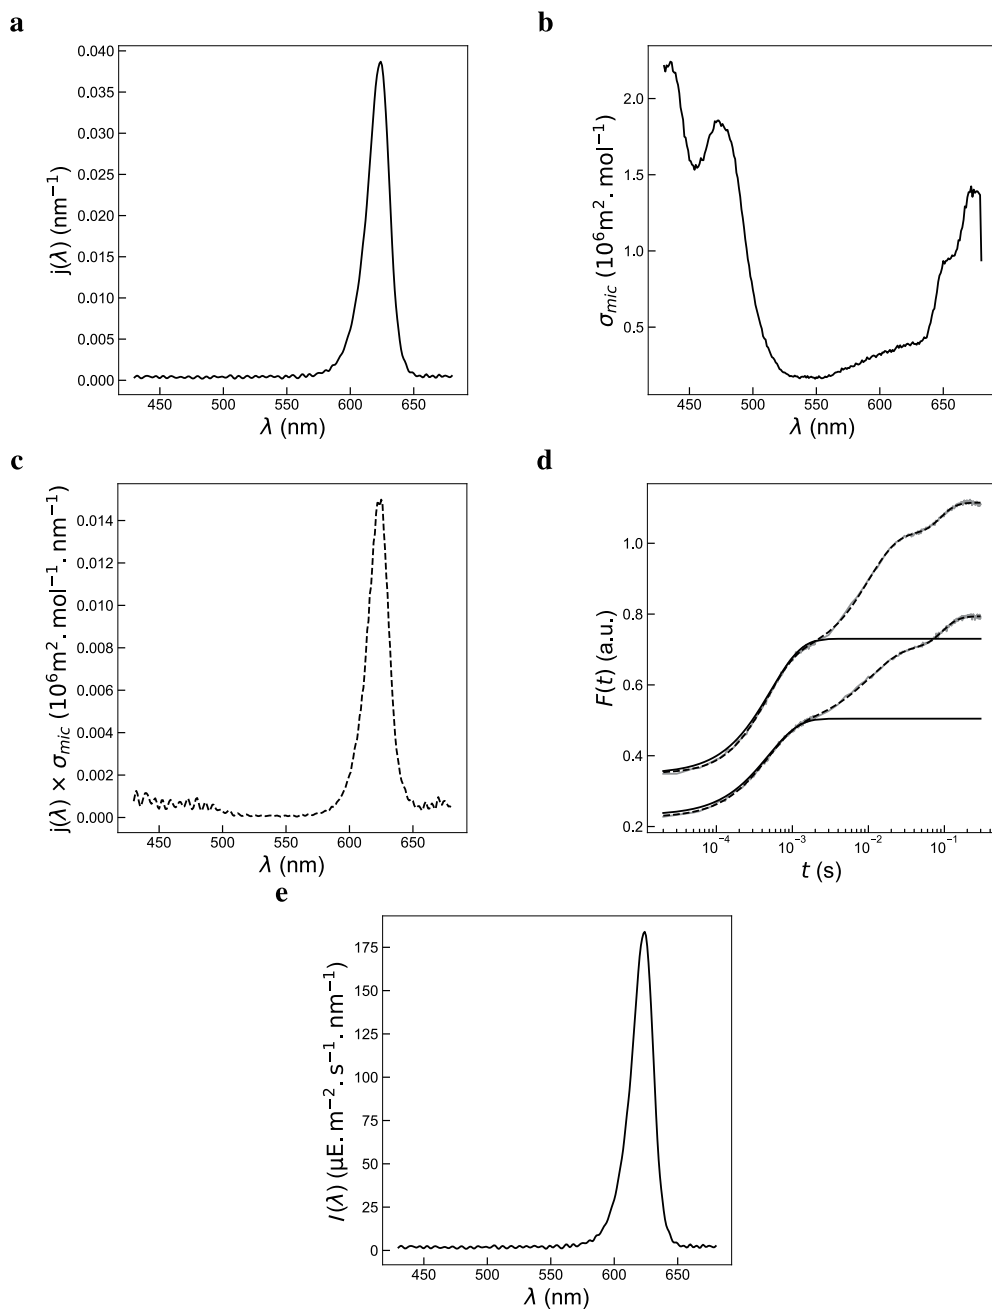 a
b
0.040
0.035
0.030
0.025
0.020
0.015
0.010
0.005
0.000
j(λ) (nm⁻¹)
450 500 550 600 650
λ (nm)
2.0
1.5
1.0
0.5
σ_mic (10⁶m².mol⁻¹)
450 500 550 600 650
λ (nm)
c
d
0.014
0.012
0.010
0.008
0.006
0.004
0.002
0.000
j(λ) × σ_mic (10⁶m².mol⁻¹.nm⁻¹)
450 500 550 600 650
λ (nm)
1.0
0.8
0.6
0.4
0.2
F(t) (a.u.)
10⁻⁴ 10⁻³ 10⁻² 10⁻¹
t (s)
e
175
150
125
100
75
50
25
0
I(λ) (µE.m⁻².s⁻¹.nm⁻¹)
450 500 550 600 650
λ (nm)